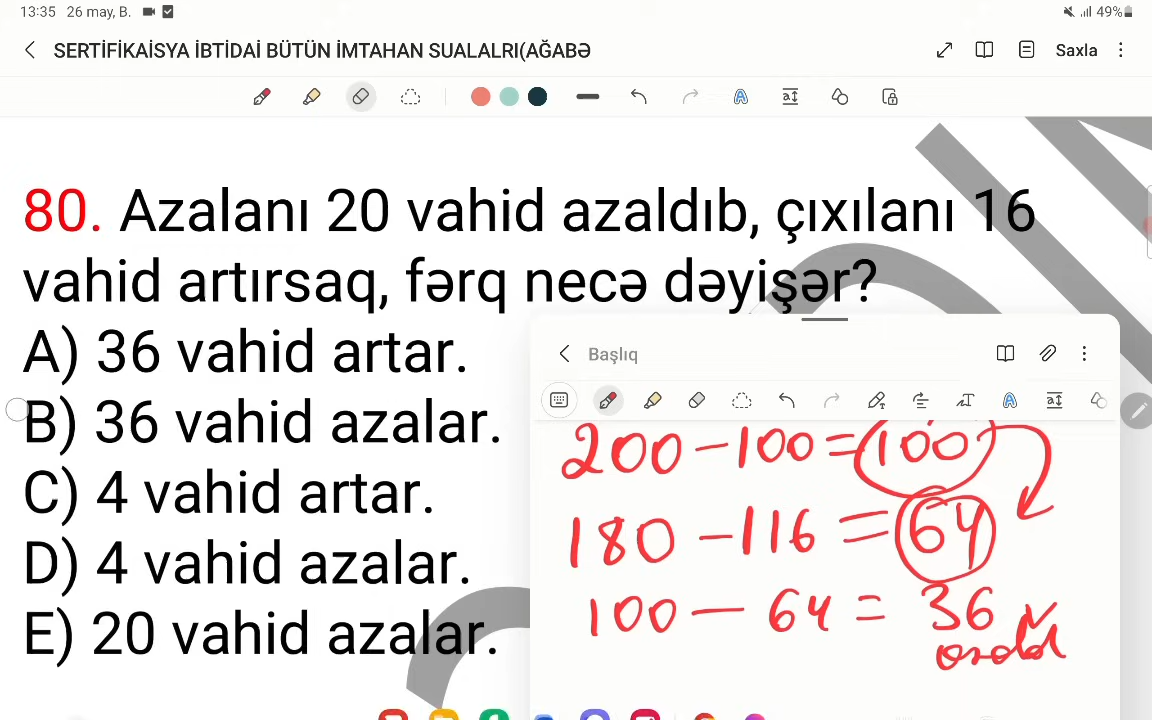 13:35 26 may, B. 49%
SERTİFİKAİSYA İBTİDAİ BÜTÜN İMTAHAN SUALALRI(AĞABƏ
Saxla
80. Azalanı 20 vahid azaldıb, çıxılanı 16
vahid artırsaq, fərq necə dəyişər?
A) 36 vahid artar.
B) 36 vahid azalar.
C) 4 vahid artar.
D) 4 vahid azalar.
E) 20 vahid azalar.
Başlıq
200-100=100
180-116=64
100-64=36 v